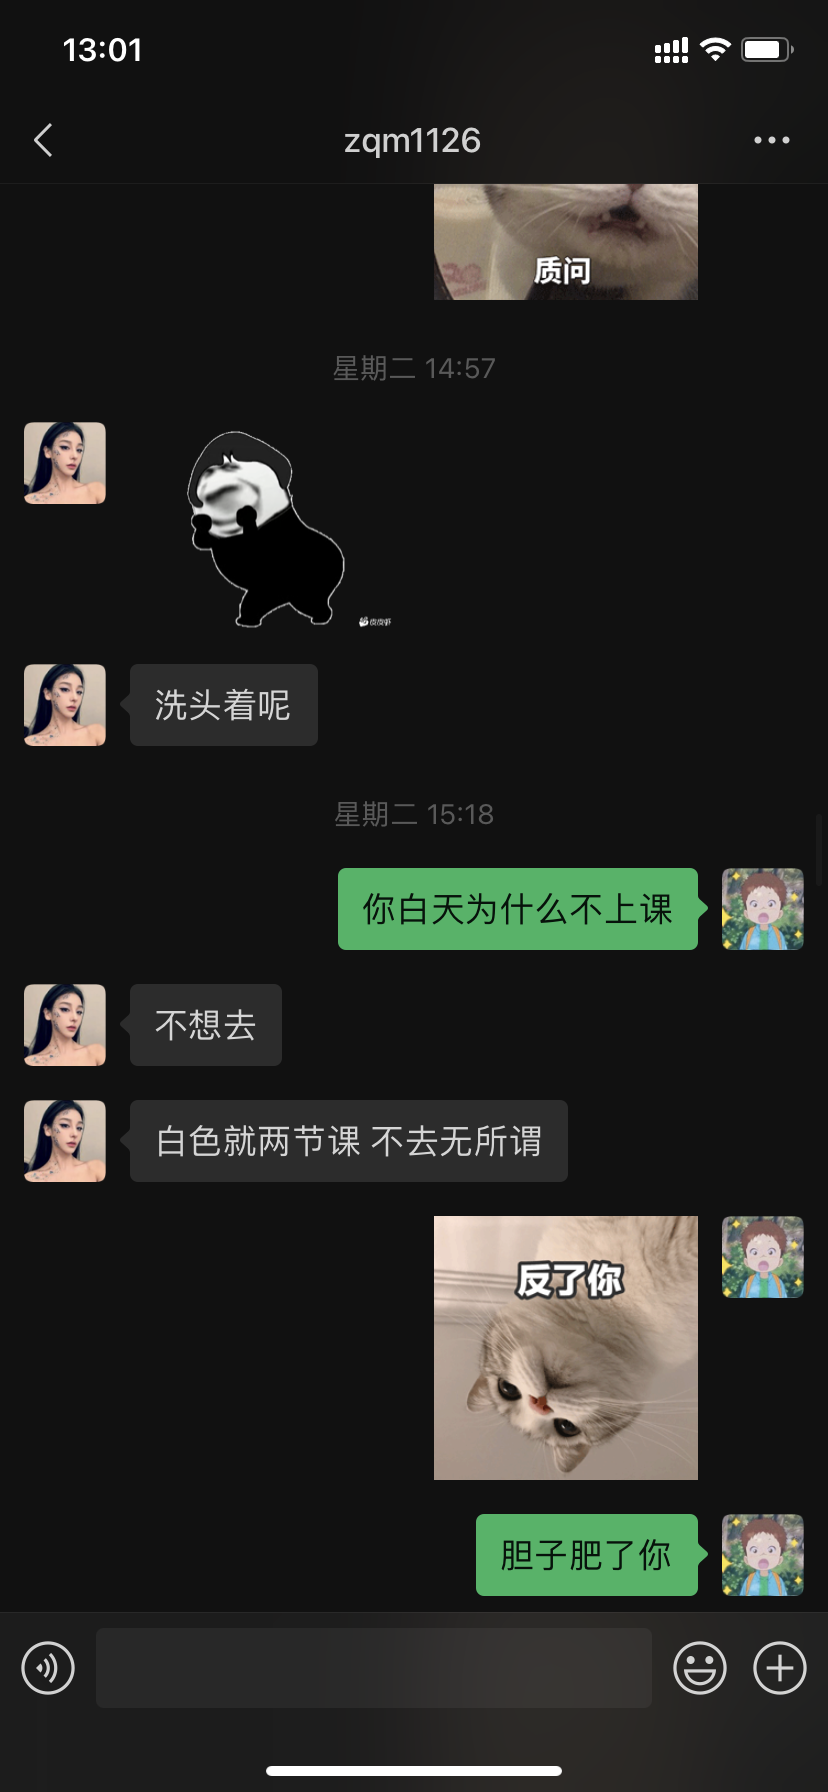 13:01
zqm1126
质问
星期二 14:57
洗头着呢
星期二 15:18
你白天为什么不上课
不想去
白色就两节课 不去无所谓
反了你
胆子肥了你